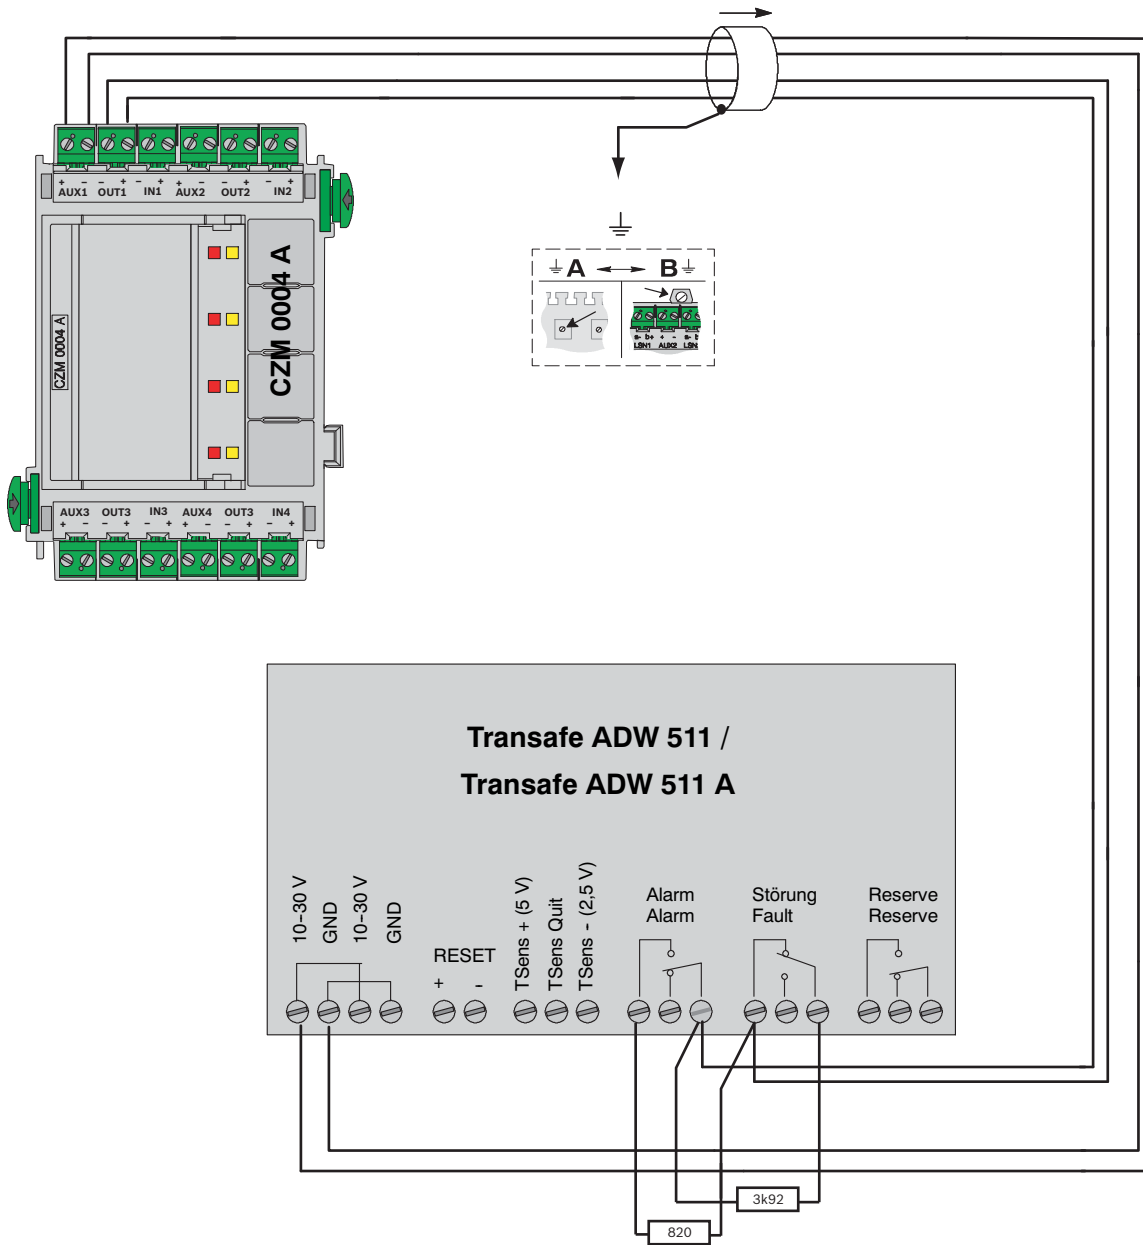 + - - + - + + - - + - +
AUX1 OUT1 IN1 AUX2 OUT2 IN2
CZM 0004 A
CZM 0004 A
A B
a- b+ + - a- b
LSN1 AUX2 LSN
AUX3 OUT3 IN3 AUX4 OUT3 IN4
+ - - + - + + - - + - +
Transafe ADW 511 /
Transafe ADW 511 A
10-30 V
GND
10-30 V
GND
RESET
+ -
TSens + (5 V)
TSens Quit
TSens - (2,5 V)
Alarm
Alarm
Störung
Fault
Reserve
Reserve
3k92
820